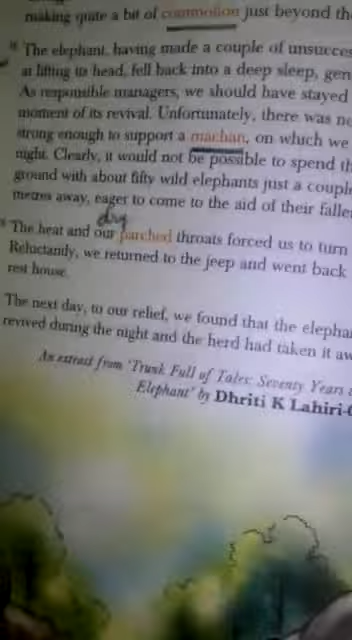 making quite a bit of commotion just beyond th
The elephant, having made a couple of unsucces
at lifting its head, fell back into a deep sleep, gen
As responsible managers, we should have stayed
moment of its revival. Unfortunately, there was no
strong enough to support a machan, on which we
night. Clearly, it would not be possible to spend th
ground with about fifty wild elephants just a coupl
metres away, eager to come to the aid of their falle
dry
The heat and our parched throats forced us to turn
Reluctantly, we returned to the jeep and went back
rest house.
The next day, to our relief, we found that the elepha
revived during the night and the herd had taken it aw
An extract from 'Trunk Full of Tales: Seventy Years
Elephant' by Dhriti K Lahiri-